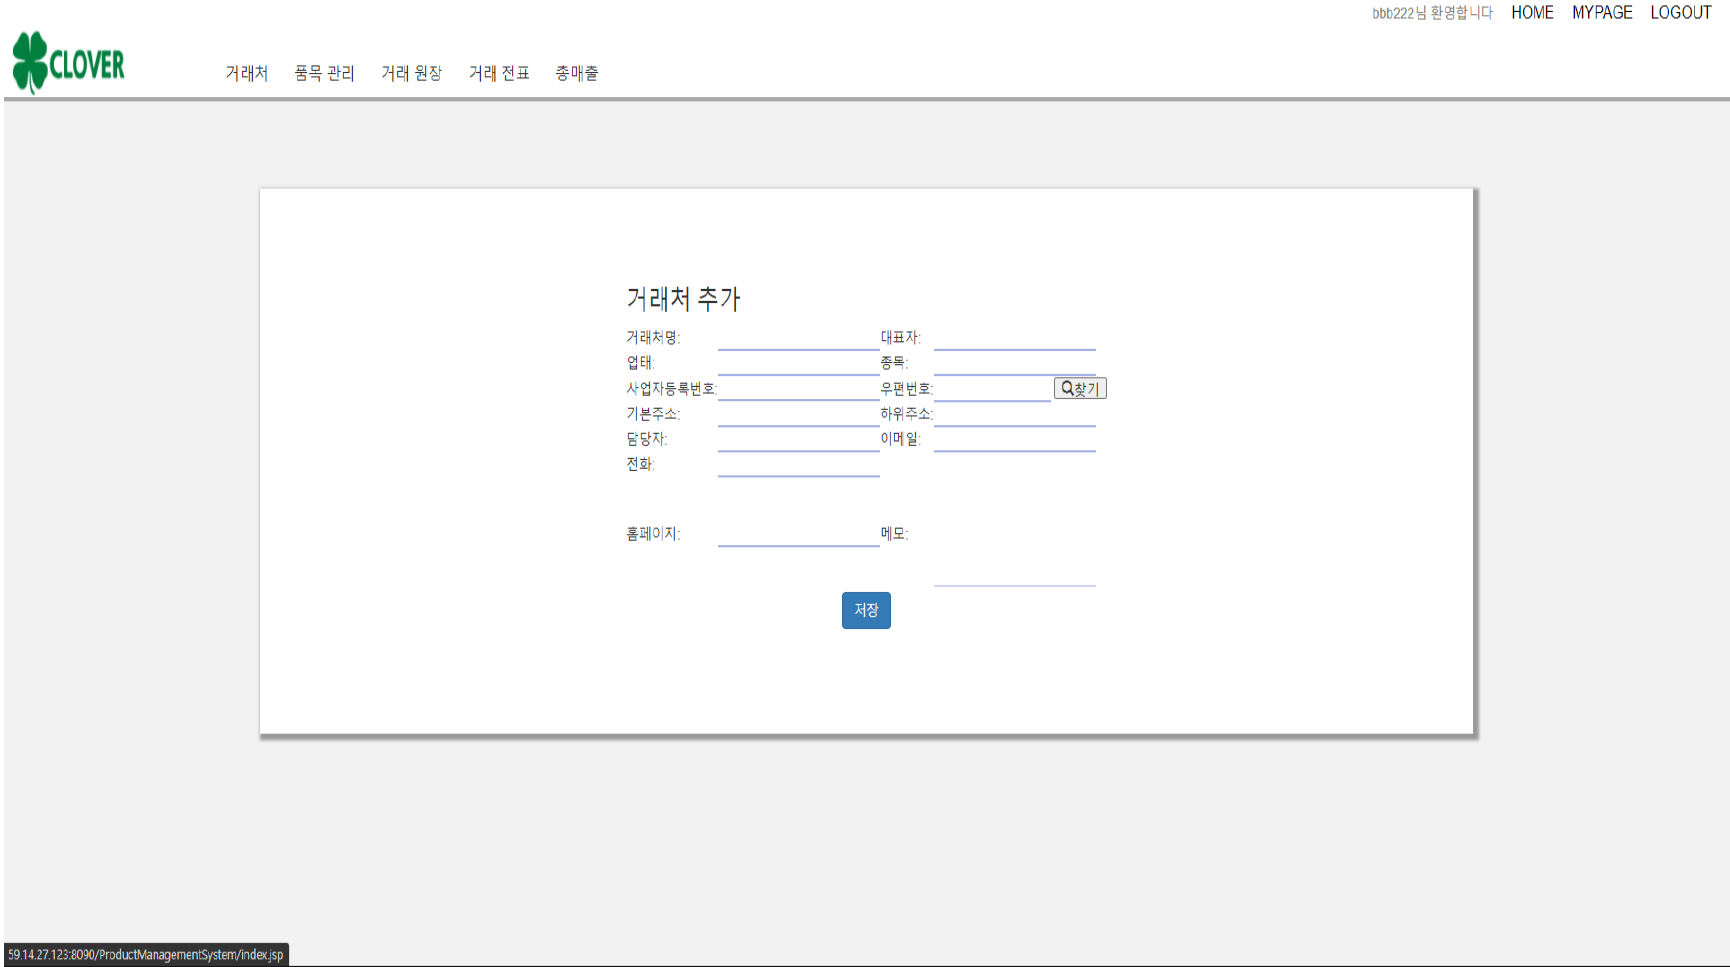 bbb222님 환영합니다 HOME MYPAGE LOGOUT
CLOVER
거래처 품목 관리 거래 원장 거래 전표 총매출
거래처 추가
거래처명: 대표자:
업태: 종목:
사업자등록번호: 우편번호: 찾기
기본주소: 하위주소:
담당자: 이메일:
전화:
홈페이지: 메모:
저장
59.14.27.123:8090/ProductManagementSystem/index.jsp